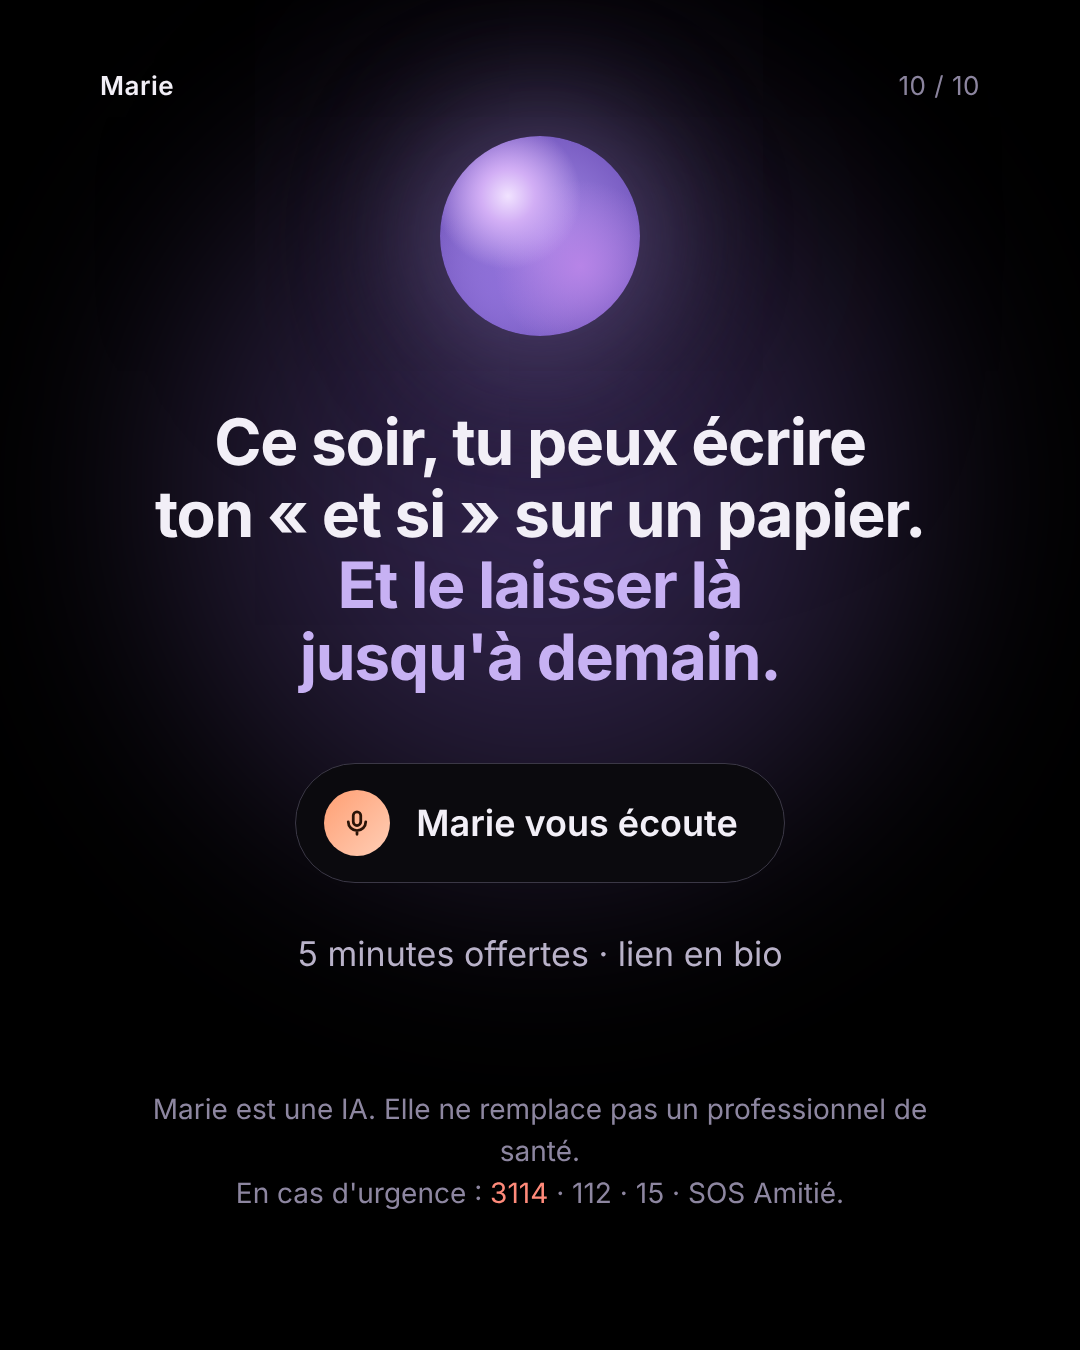 Marie
10 / 10
Ce soir, tu peux écrire
ton « et si » sur un papier.
Et le laisser là
jusqu'à demain.
Marie vous écoute
5 minutes offertes · lien en bio
Marie est une IA. Elle ne remplace pas un professionnel de
santé.
En cas d'urgence : 3114 · 112 · 15 · SOS Amitié.